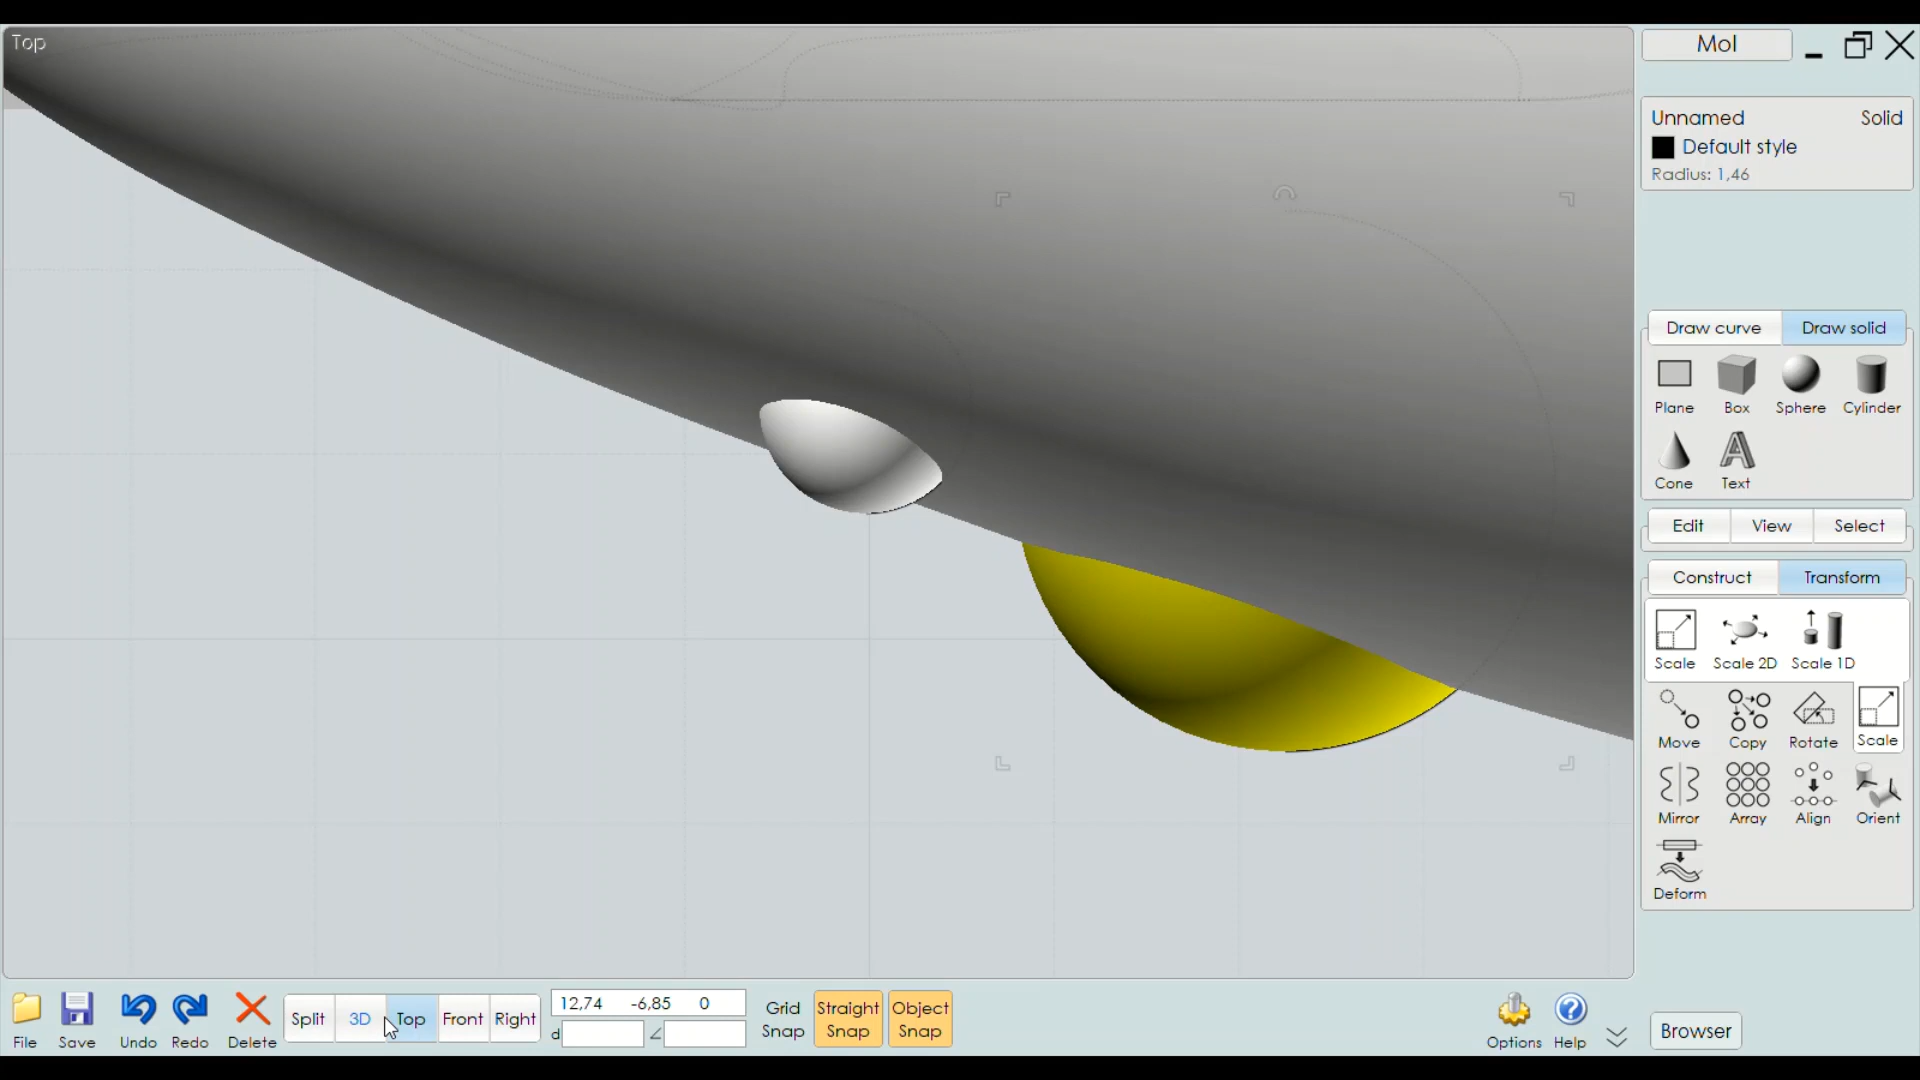 Top
MoI
Unnamed Solid
Default style
Radius: 1,46
Draw curve Draw solid
Plane Box Sphere Cylinder
Cone Text
Edit View Select
Construct Transform
Scale Scale 2D Scale 1D
Move Copy Rotate Scale
Mirror Array Align Orient
Deform
File Save Undo Redo Delete
Split 3D Top Front Right
12,74 -6,85 0
d
Grid Snap
Straight Snap
Object Snap
Options Help
Browser